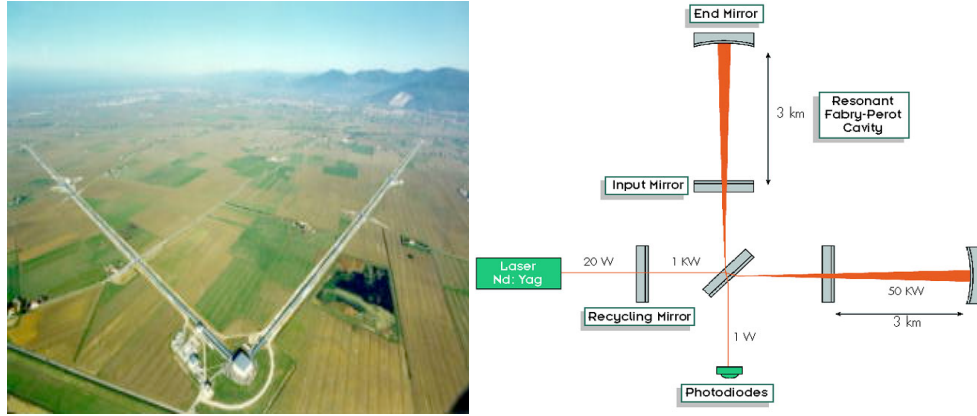 End Mirror
3 km
Resonant
Fabry-Perot
Cavity
Input Mirror
Laser
Nd: Yag
20 W
1 KW
50 KW
Recycling Mirror
3 km
1 W
Photodiodes